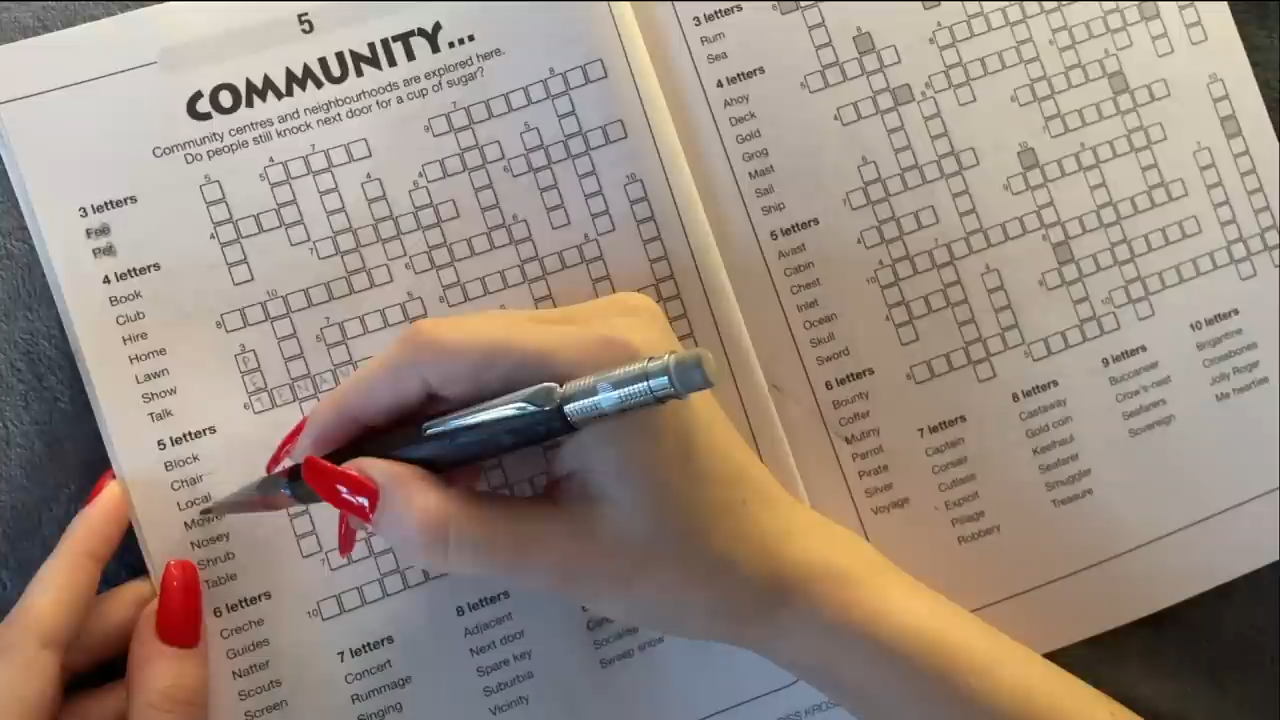 5
COMMUNITY...
Community centres and neighbourhoods are explored here.
Do people still knock next door for a cup of sugar?
3 letters
Fee
Pet
4 letters
Book
Club
Hire
Home
Lawn
Show
Talk
5 letters
Block
Chair
Local
Mower
Nosey
Shrub
Table
6 letters
Creche
Guides
Natter
Scouts
Screen
7 letters
Concert
Rummage
Singing
8 letters
Adjacent
Next door
Spare key
Suburbia
Vicinity
Socialise
Sweep snow
3 letters
Rum
Sea
4 letters
Ahoy
Deck
Gold
Grog
Mast
Sail
Ship
5 letters
Avast
Cabin
Chest
Inlet
Ocean
Skull
Sword
6 letters
Bounty
Coffer
Mutiny
Parrot
Pirate
Silver
Voyage
7 letters
Captain
Corsair
Cutlass
Exploit
Pillage
Robbery
8 letters
Castaway
Gold coin
Keelhaul
Seafarer
Smuggler
Treasure
9 letters
Buccaneer
Crow's-nest
Seafarers
Sovereign
10 letters
Brigantine
Crossbones
Jolly Roger
Me hearties